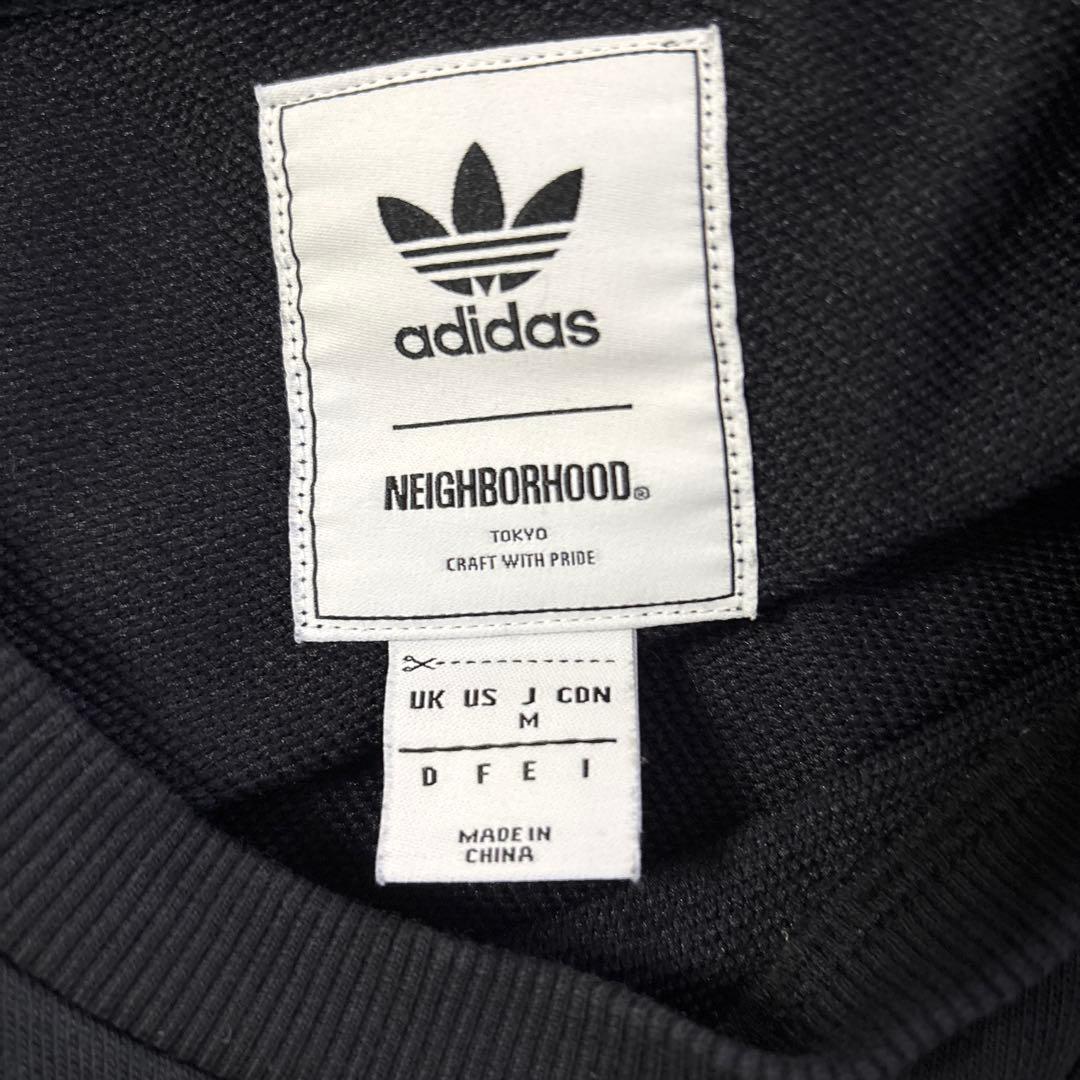 adidas
NEIGHBORHOOD®
TOKYO
CRAFT WITH PRIDE
UK US J CDN
M
D F E I
MADE IN
CHINA